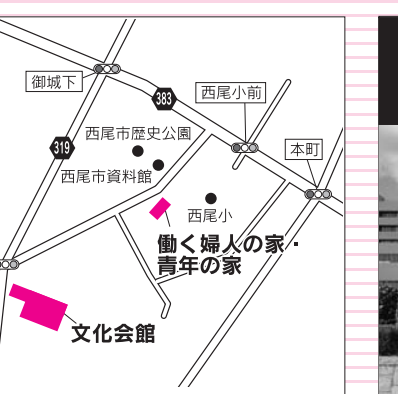 御城下
383
西尾小前
319
西尾市歴史公園
本町
西尾市資料館
西尾小
働く婦人の家・
青年の家
文化会館